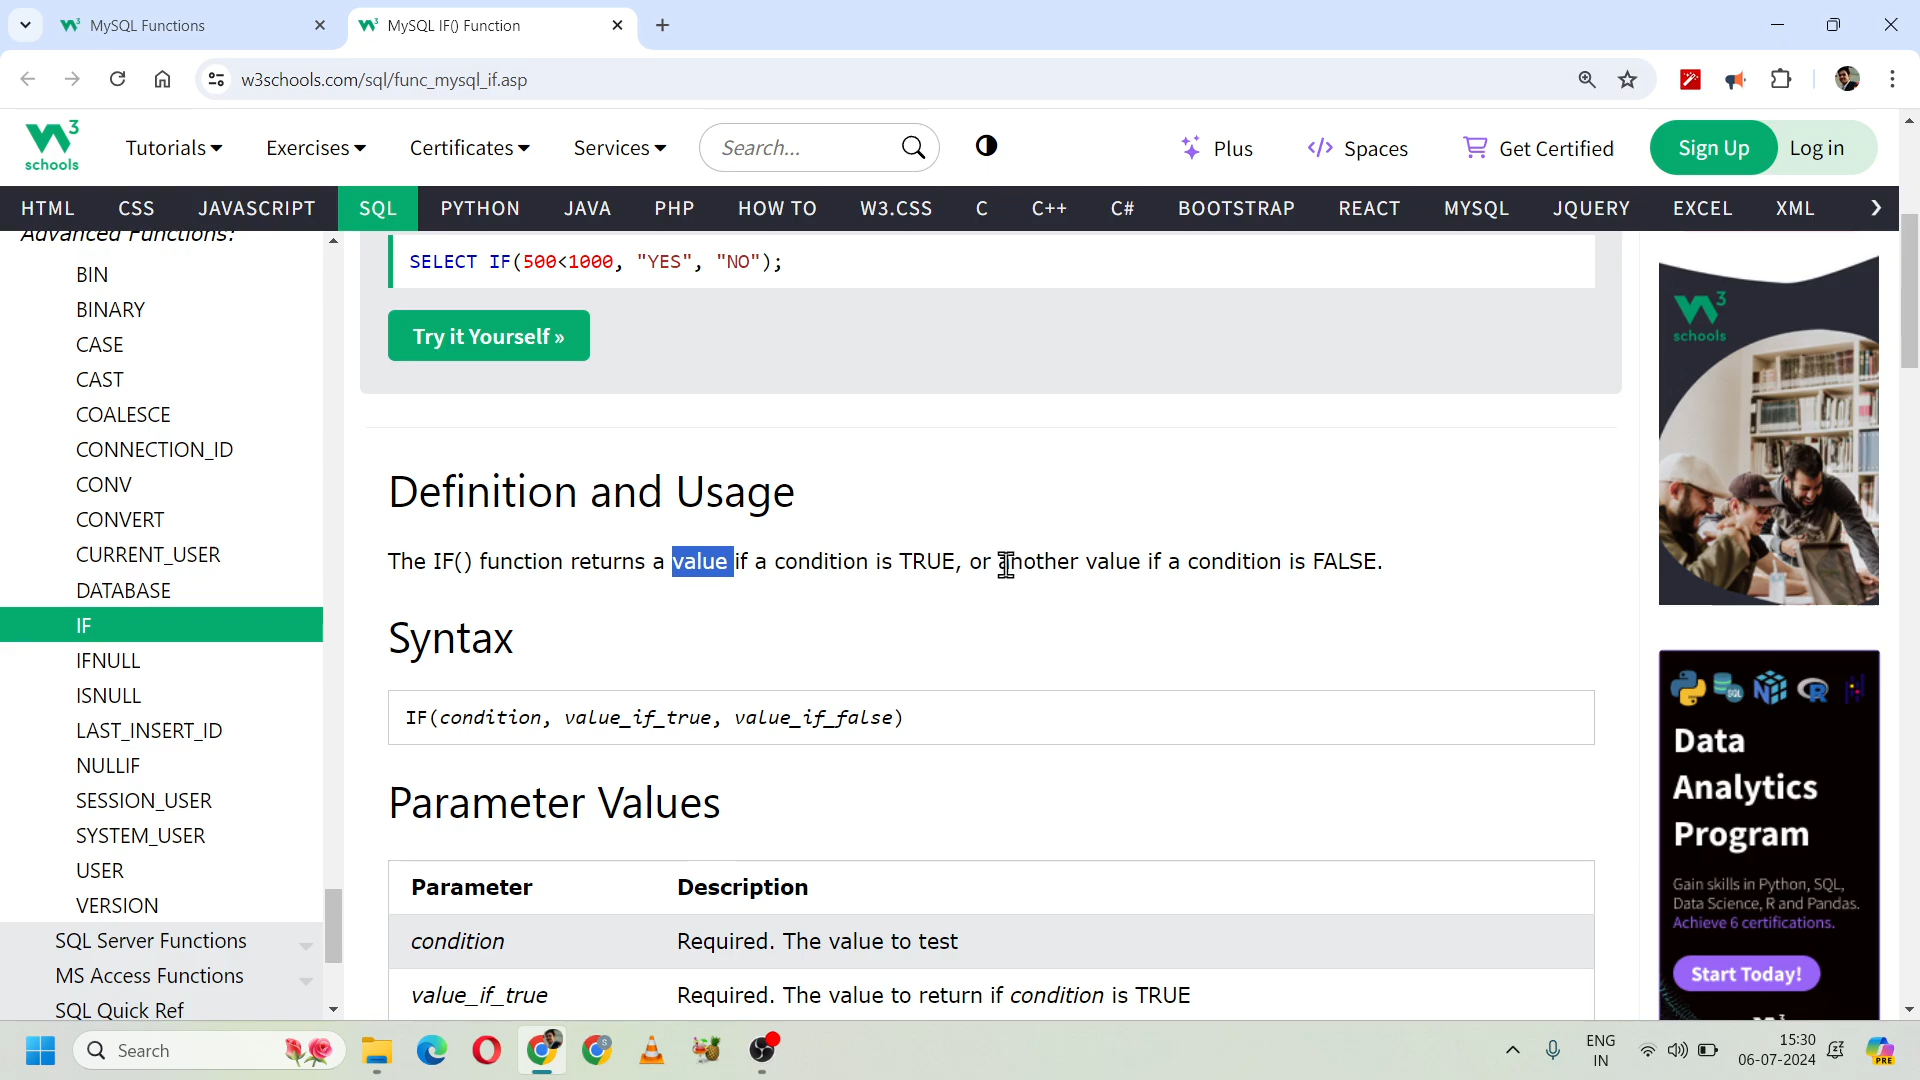 MySQL Functions
MySQL IF() Function
w3schools.com/sql/func_mysql_if.asp
3
schools
Tutorials
Exercises
Certificates
Services
Search...
Plus
Spaces
Get Certified
Sign Up
Log in
HTML CSS JAVASCRIPT SQL PYTHON JAVA PHP HOW TO W3.CSS C C++ C# BOOTSTRAP REACT MYSQL JQUERY EXCEL XML
Advanced Functions:
BIN
BINARY
CASE
CAST
COALESCE
CONNECTION_ID
CONV
CONVERT
CURRENT_USER
DATABASE
IF
IFNULL
ISNULL
LAST_INSERT_ID
NULLIF
SESSION_USER
SYSTEM_USER
USER
VERSION
SQL Server Functions
MS Access Functions
SQL Quick Ref
SELECT IF(500<1000, "YES", "NO");
Try it Yourself »
Definition and Usage
The IF() function returns a value if a condition is TRUE, or another value if a condition is FALSE.
Syntax
IF(condition, value_if_true, value_if_false)
Parameter Values
Parameter Description
condition Required. The value to test
value_if_true Required. The value to return if condition is TRUE
3
schools
SQL
R
Data
Analytics
Program
Gain skills in Python, SQL,
Data Science, R and Pandas.
Achieve 6 certifications.
Start Today!
Search
ENG
IN
15:30
06-07-2024
PRE